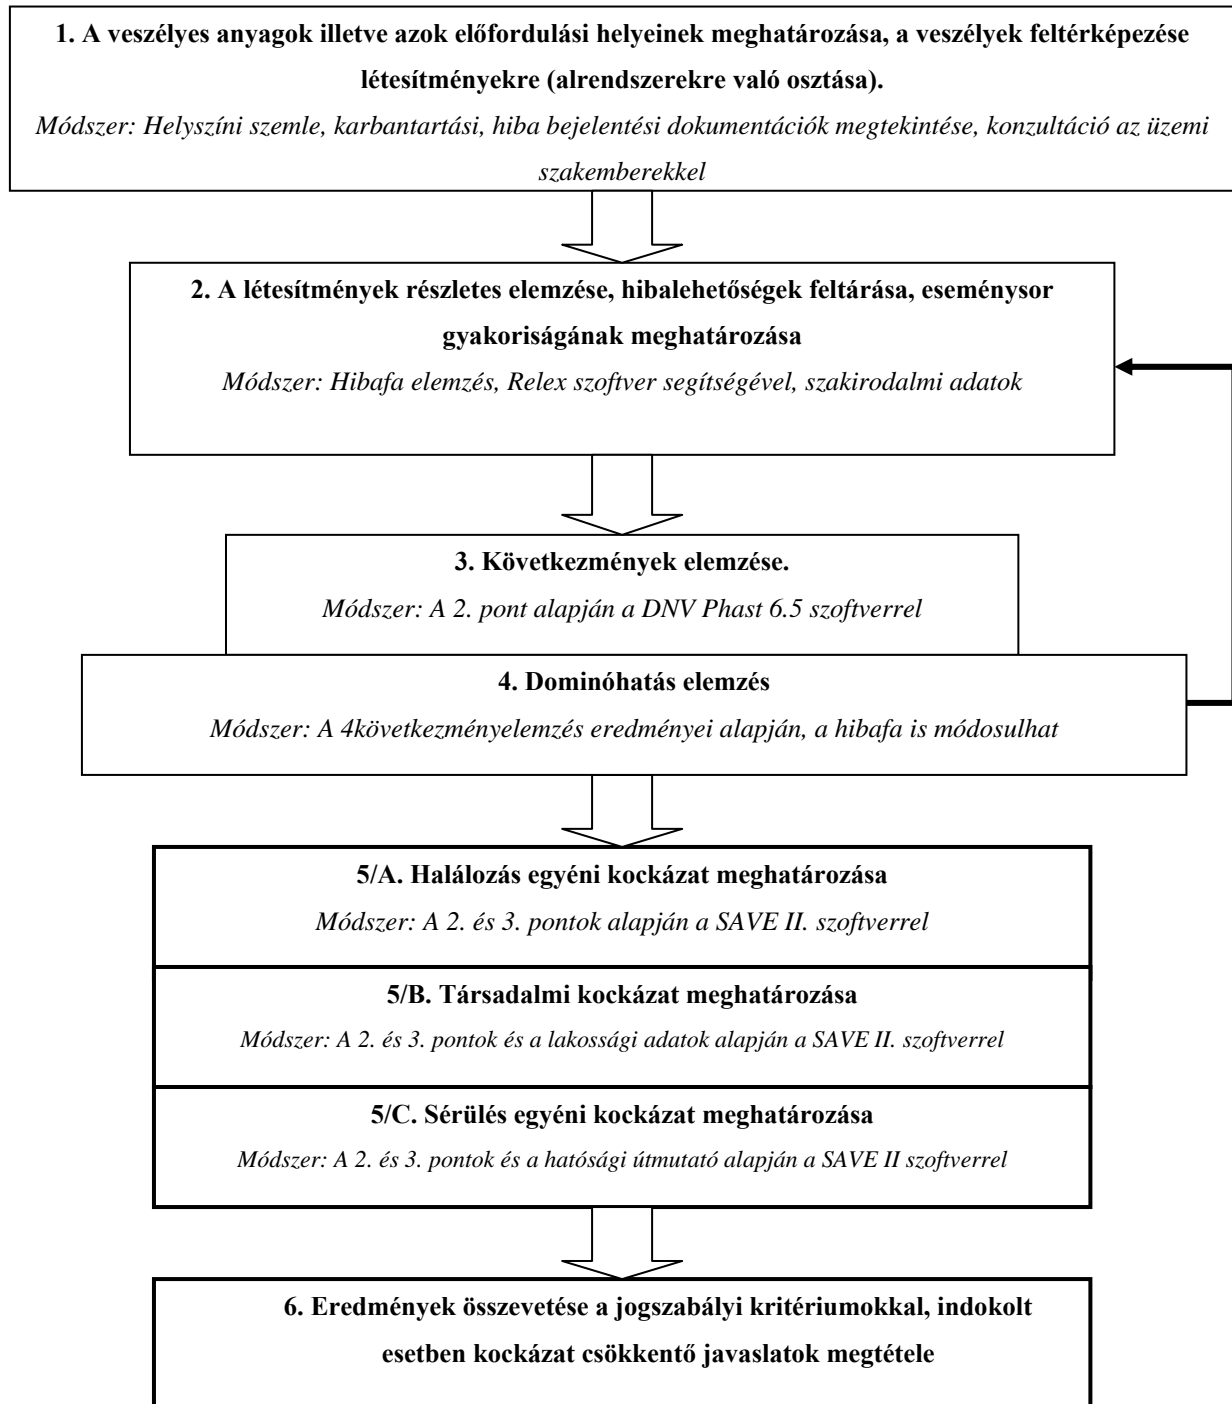 1. A veszélyes anyagok illetve azok előfordulási helyeinek meghatározása, a veszélyek feltérképezése
létesítményekre (alrendszerekre való osztása).
Módszer: Helyszíni szemle, karbantartási, hiba bejelentési dokumentációk megtekintése, konzultáció az üzemi
szakemberekkel
2. A létesítmények részletes elemzése, hibalehetőségek feltárása, eseménysor
gyakoriságának meghatározása
Módszer: Hibafa elemzés, Relex szoftver segítségével, szakirodalmi adatok
3. Következmények elemzése.
Módszer: A 2. pont alapján a DNV Phast 6.5 szoftverrel
4. Dominóhatás elemzés
Módszer: A 4következményelemzés eredményei alapján, a hibafa is módosulhat
5/A. Halálozás egyéni kockázat meghatározása
Módszer: A 2. és 3. pontok alapján a SAVE II. szoftverrel
5/B. Társadalmi kockázat meghatározása
Módszer: A 2. és 3. pontok és a lakossági adatok alapján a SAVE II. szoftverrel
5/C. Sérülés egyéni kockázat meghatározása
Módszer: A 2. és 3. pontok és a hatósági útmutató alapján a SAVE II szoftverrel
6. Eredmények összevetése a jogszabályi kritériumokkal, indokolt
esetben kockázat csökkentő javaslatok megtétele